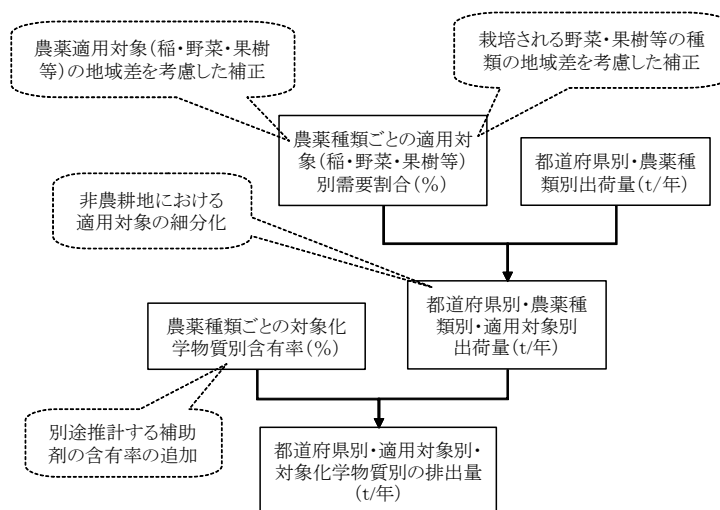 農薬適用対象(稲・野菜・果樹
等)の地域差を考慮した補正
栽培される野菜・果樹等の種
類の地域差を考慮した補正
農薬種類ごとの適用対
象(稲・野菜・果樹等)
別需要割合(%)
都道府県別・農薬種
類別出荷量(t/年)
非農耕地における
適用対象の細分化
都道府県別・農薬種
類別・適用対象別
出荷量(t/年)
農薬種類ごとの対象化
学物質別含有率(%)
別途推計する補助
剤の含有率の追加
都道府県別・適用対象別・
対象化学物質別の排出量
(t/年)